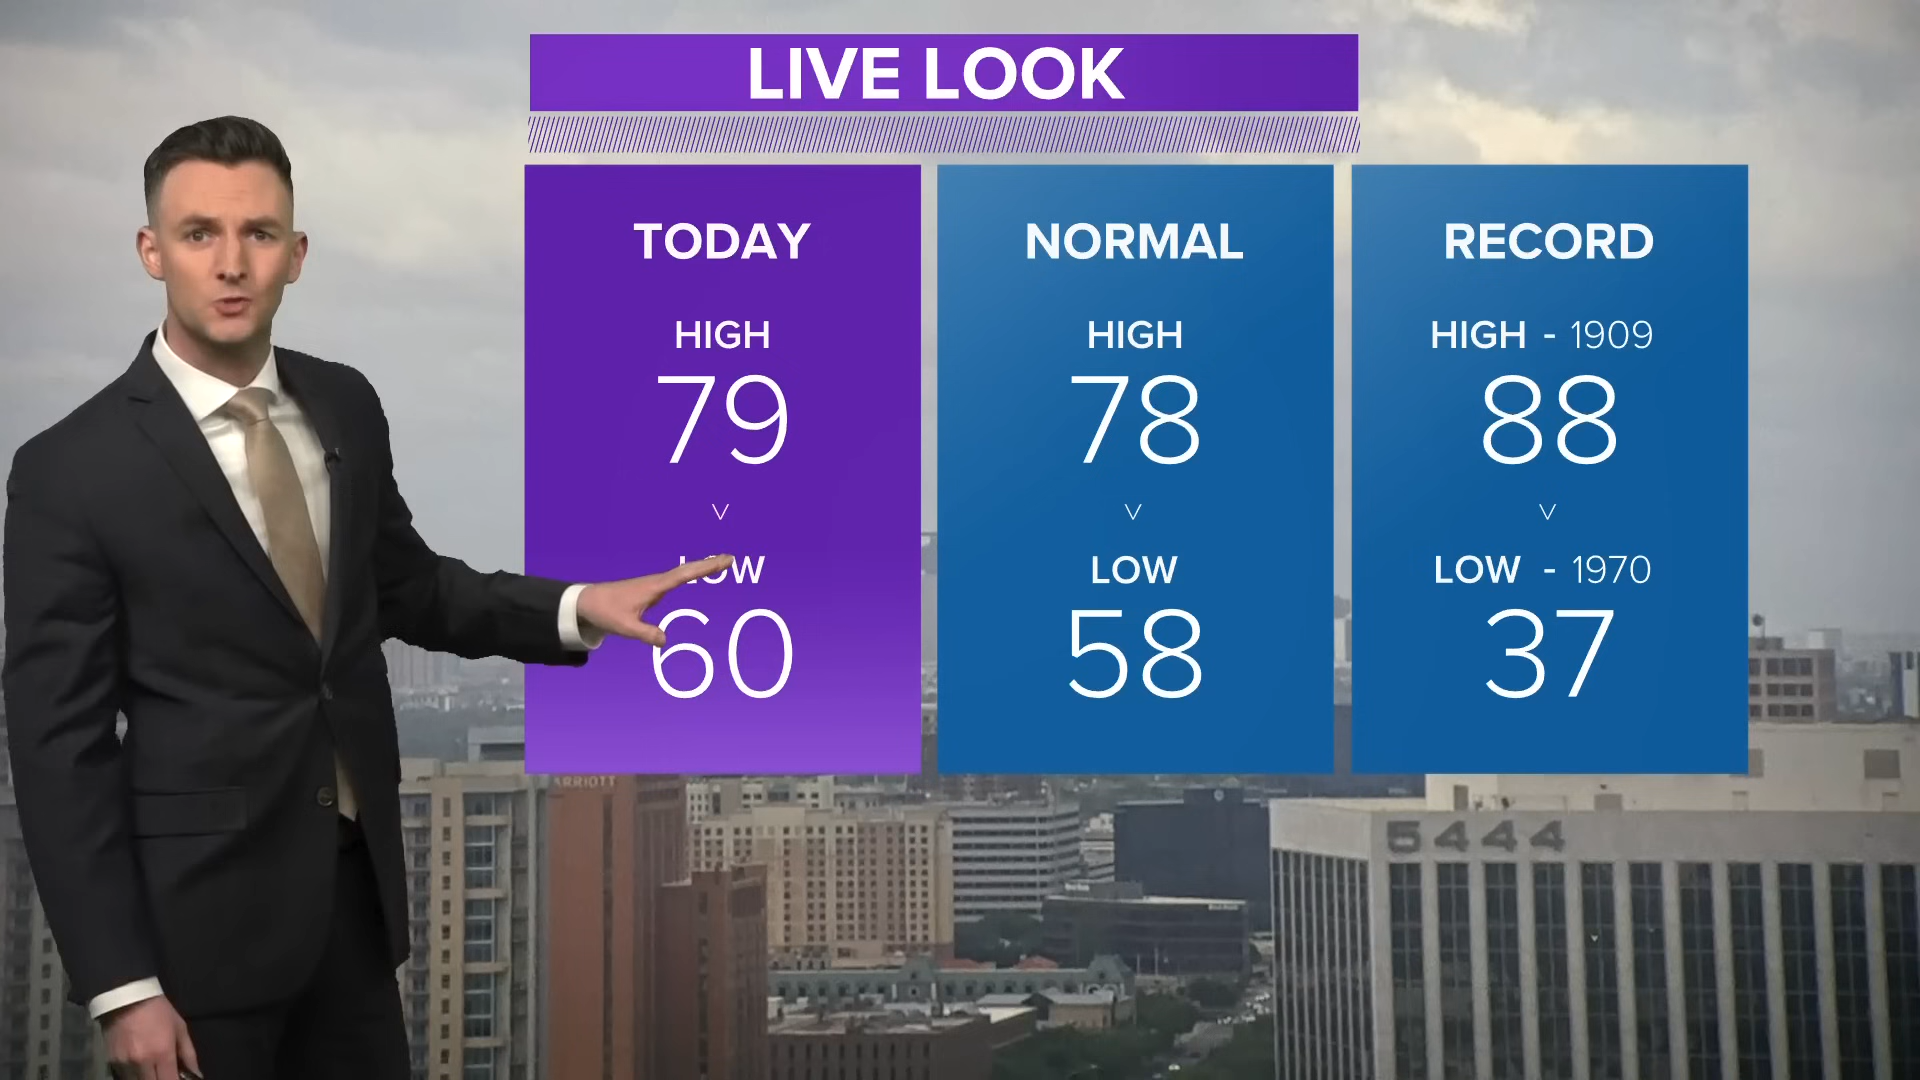 LIVE LOOK
TODAY
HIGH
79
LOW
60
NORMAL
HIGH
78
LOW
58
RECORD
HIGH - 1909
88
LOW - 1970
37
5444